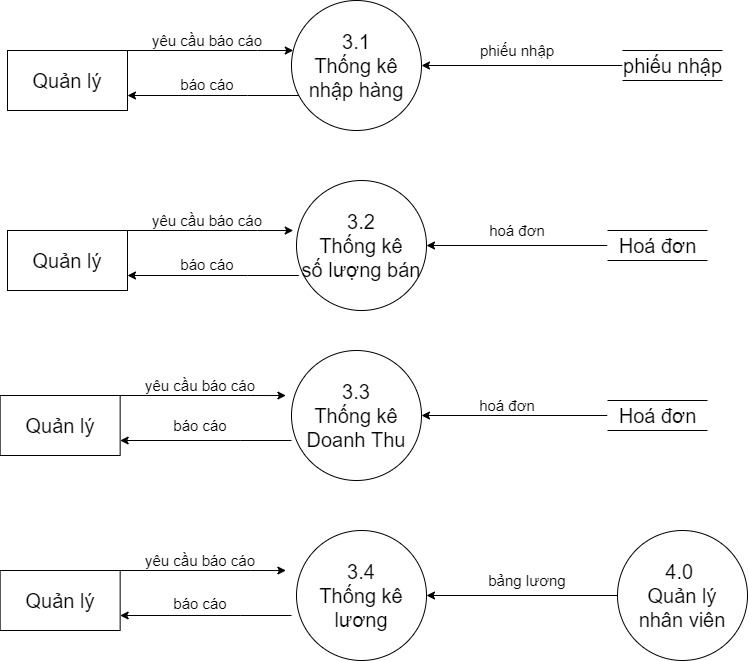 yêu cầu báo cáo
3.1
Thống kê
nhập hàng
phiếu nhập
phiếu nhập
Quản lý
báo cáo
yêu cầu báo cáo
3.2
Thống kê
số lượng bán
hoá đơn
Hoá đơn
Quản lý
báo cáo
yêu cầu báo cáo
3.3
Thống kê
Doanh Thu
hoá đơn
Hoá đơn
Quản lý
báo cáo
yêu cầu báo cáo
3.4
Thống kê
lương
bảng lương
4.0
Quản lý
nhân viên
Quản lý
báo cáo